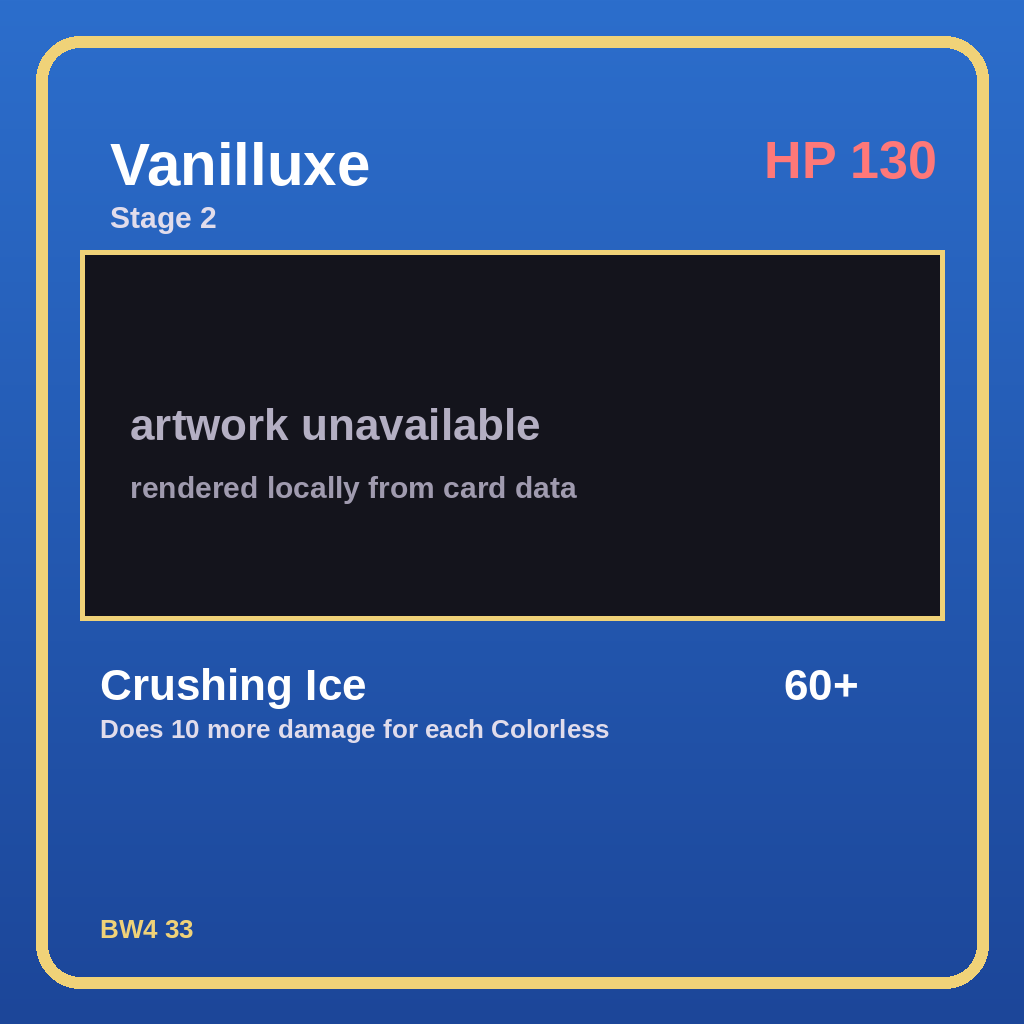 Vanilluxe
HP 130
Stage 2
artwork unavailable
rendered locally from card data
Crushing Ice
60+
Does 10 more damage for each Colorless
BW4 33